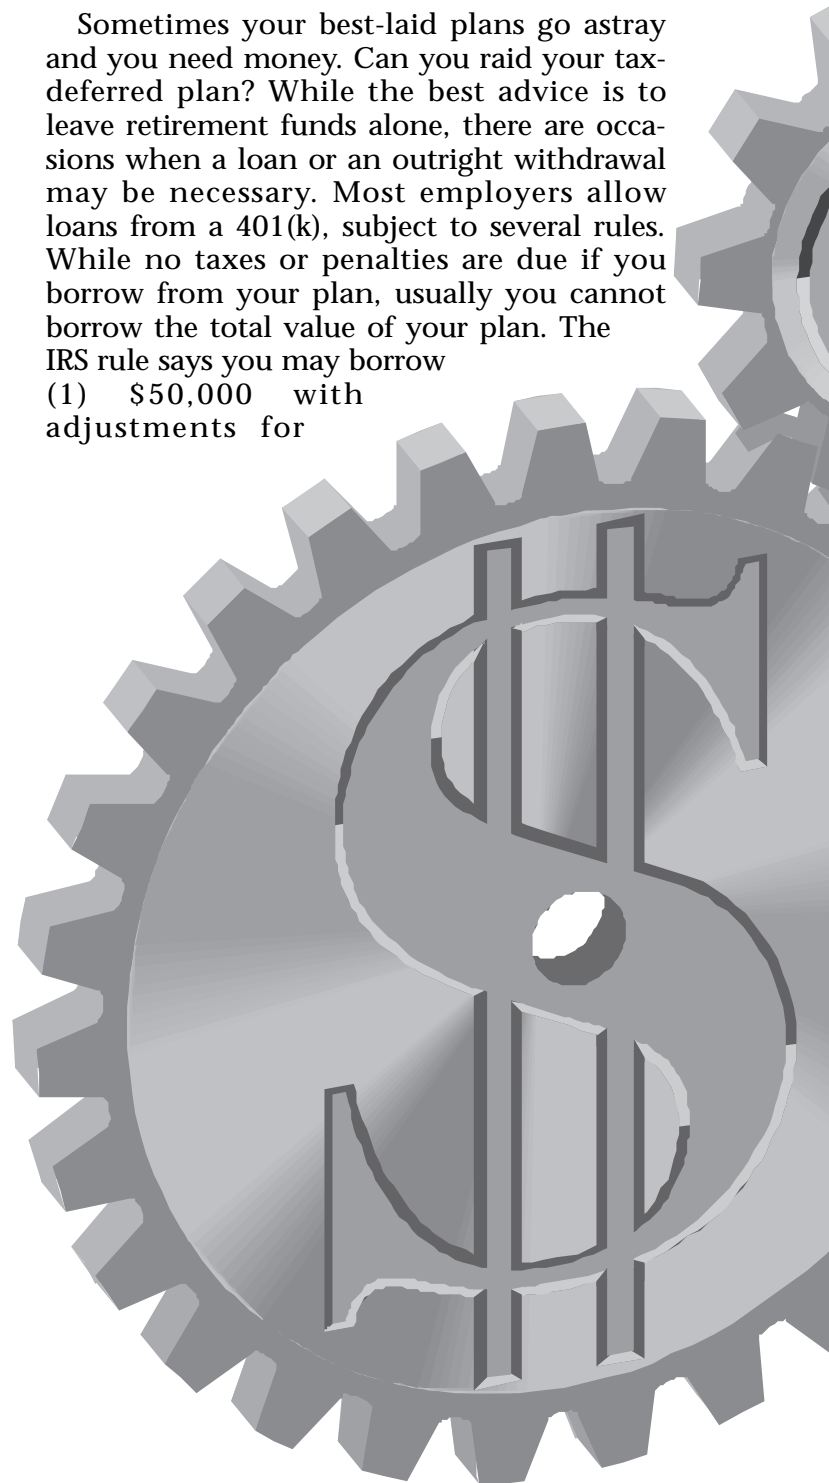 Sometimes your best-laid plans go astray
and you need money. Can you raid your tax-
deferred plan? While the best advice is to
leave retirement funds alone, there are occa-
sions when a loan or an outright withdrawal
may be necessary. Most employers allow
loans from a 401(k), subject to several rules.
While no taxes or penalties are due if you
borrow from your plan, usually you cannot
borrow the total value of your plan. The
IRS rule says you may borrow
(1) $50,000 with
adjustments for
$